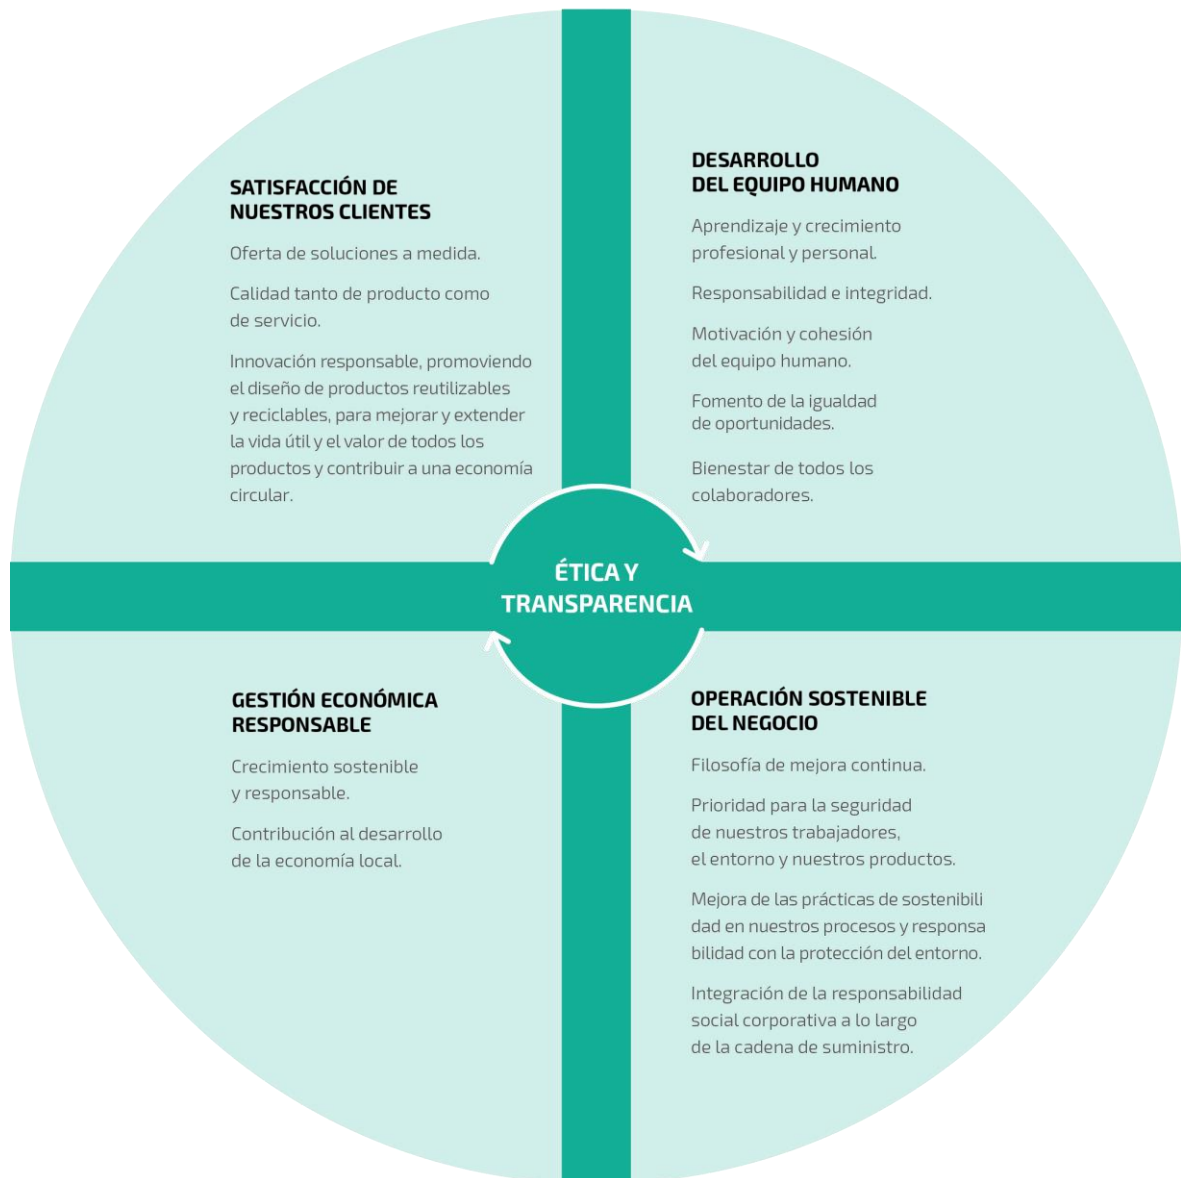 SATISFACCIÓN DE
NUESTROS CLIENTES
Oferta de soluciones a medida.
Calidad tanto de producto como
de servicio.
Innovación responsable, promoviendo
el diseño de productos reutilizables
y reciclables, para mejorar y extender
la vida útil y el valor de todos los
productos y contribuir a una economía
circular.
DESARROLLO
DEL EQUIPO HUMANO
Aprendizaje y crecimiento
profesional y personal.
Responsabilidad e integridad.
Motivación y cohesión
del equipo humano.
Fomento de la igualdad
de oportunidades.
Bienestar de todos los
colaboradores.
ÉTICA Y
TRANSPARENCIA
GESTIÓN ECONÓMICA
RESPONSABLE
Crecimiento sostenible
y responsable.
Contribución al desarrollo
de la economía local.
OPERACIÓN SOSTENIBLE
DEL NEGOCIO
Filosofía de mejora continua.
Prioridad para la seguridad
de nuestros trabajadores,
el entorno y nuestros productos.
Mejora de las prácticas de sostenibili
dad en nuestros procesos y responsa
bilidad con la protección del entorno.
Integración de la responsabilidad
social corporativa a lo largo
de la cadena de suministro.